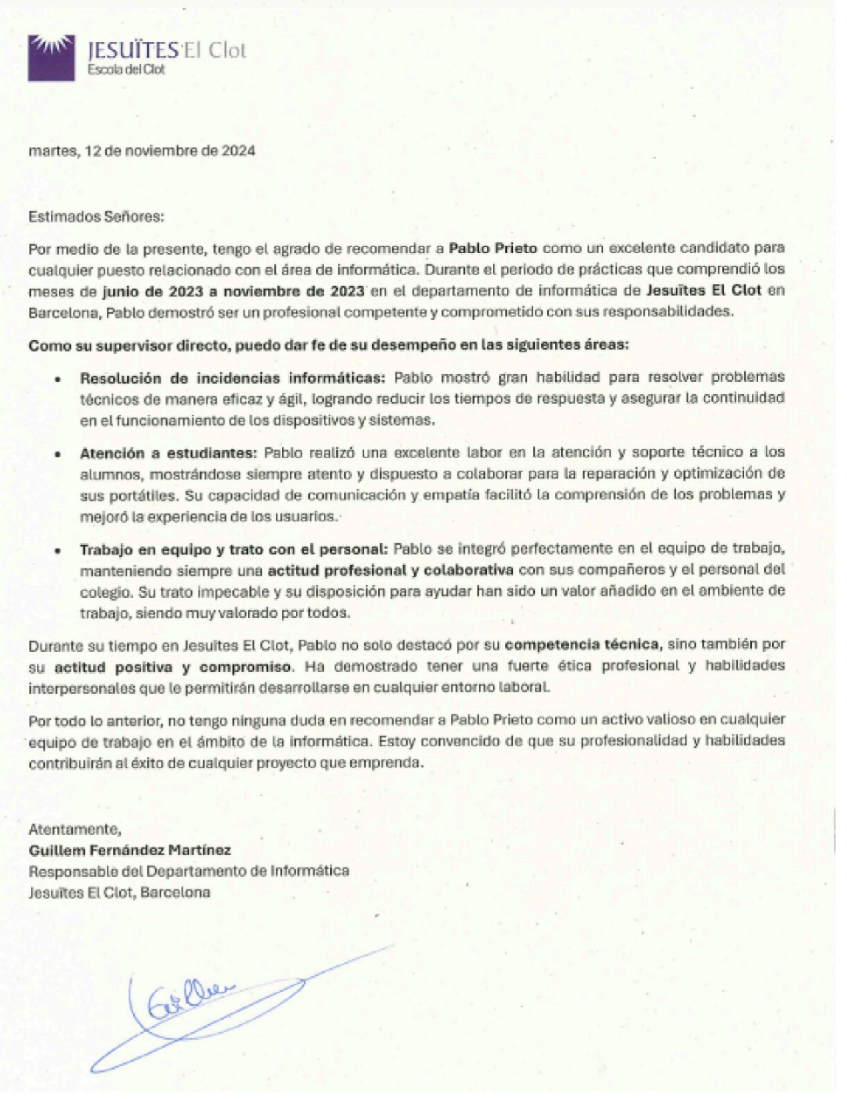 JESUÏTES El Clot
Escola del Clot
martes, 12 de noviembre de 2024
Estimados Señores:
Por medio de la presente, tengo el agrado de recomendar a Pablo Prieto como un excelente candidato para
cualquier puesto relacionado con el área de informática. Durante el periodo de prácticas que comprendió los
meses de junio de 2023 a noviembre de 2023 en el departamento de informática de Jesuïtes El Clot en
Barcelona, Pablo demostró ser un profesional competente y comprometido con sus responsabilidades.
Como su supervisor directo, puedo dar fe de su desempeño en las siguientes áreas:
• Resolución de incidencias informáticas: Pablo mostró gran habilidad para resolver problemas
técnicos de manera eficaz y ágil, logrando reducir los tiempos de respuesta y asegurar la continuidad
en el funcionamiento de los dispositivos y sistemas.
• Atención a estudiantes: Pablo realizó una excelente labor en la atención y soporte técnico a los
alumnos, mostrándose siempre atento y dispuesto a colaborar para la reparación y optimización de
sus portátiles. Su capacidad de comunicación y empatía facilitó la comprensión de los problemas y
mejoró la experiencia de los usuarios.
• Trabajo en equipo y trato con el personal: Pablo se integró perfectamente en el equipo de trabajo,
manteniendo siempre una actitud profesional y colaborativa con sus compañeros y el personal del
colegio. Su trato impecable y su disposición para ayudar han sido un valor añadido en el ambiente de
trabajo, siendo muy valorado por todos.
Durante su tiempo en Jesuïtes El Clot, Pablo no solo destacó por su competencia técnica, sino también por
su actitud positiva y compromiso. Ha demostrado tener una fuerte ética profesional y habilidades
interpersonales que le permitirán desarrollarse en cualquier entorno laboral.
Por todo lo anterior, no tengo ninguna duda en recomendar a Pablo Prieto como un activo valioso en cualquier
equipo de trabajo en el ámbito de la informática. Estoy convencido de que su profesionalidad y habilidades
contribuirán al éxito de cualquier proyecto que emprenda.
Atentamente,
Guillem Fernández Martínez
Responsable del Departamento de Informática
Jesuïtes El Clot, Barcelona
Guillem